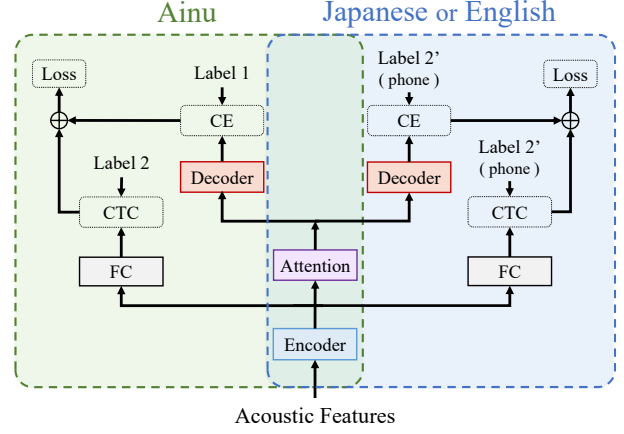 Ainu
Japanese or English
Loss
Label 1
Label 2’
( phone )
Loss
CE
CE
Label 2
Label 2’
( phone )
Decoder
Decoder
CTC
CTC
FC
Attention
FC
Encoder
Acoustic Features